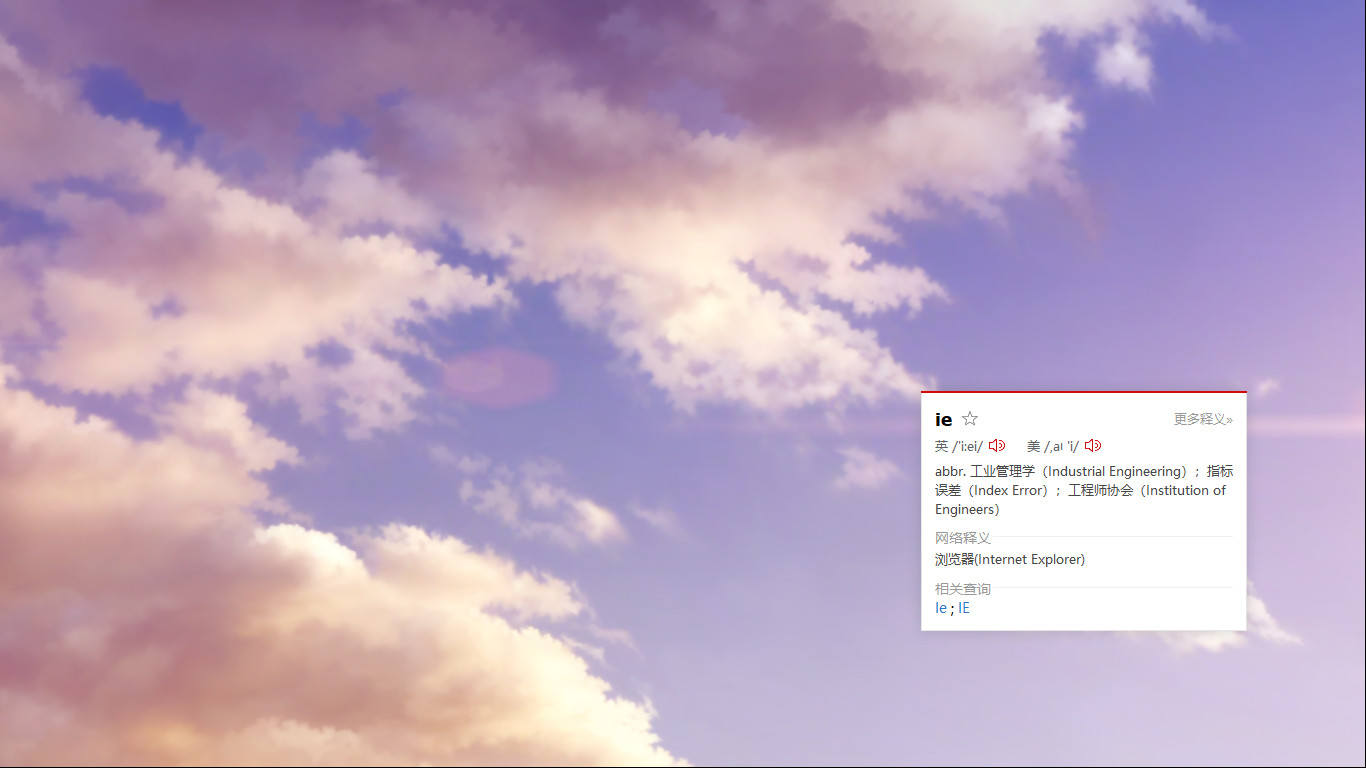 ie 更多释义»
英 /'i:ei/ 美 /,aɪ 'i/
abbr. 工业管理学（Industrial Engineering）；指标
误差（Index Error）；工程师协会（Institution of
Engineers）
网络释义
浏览器(Internet Explorer)
相关查询
Ie ; IE